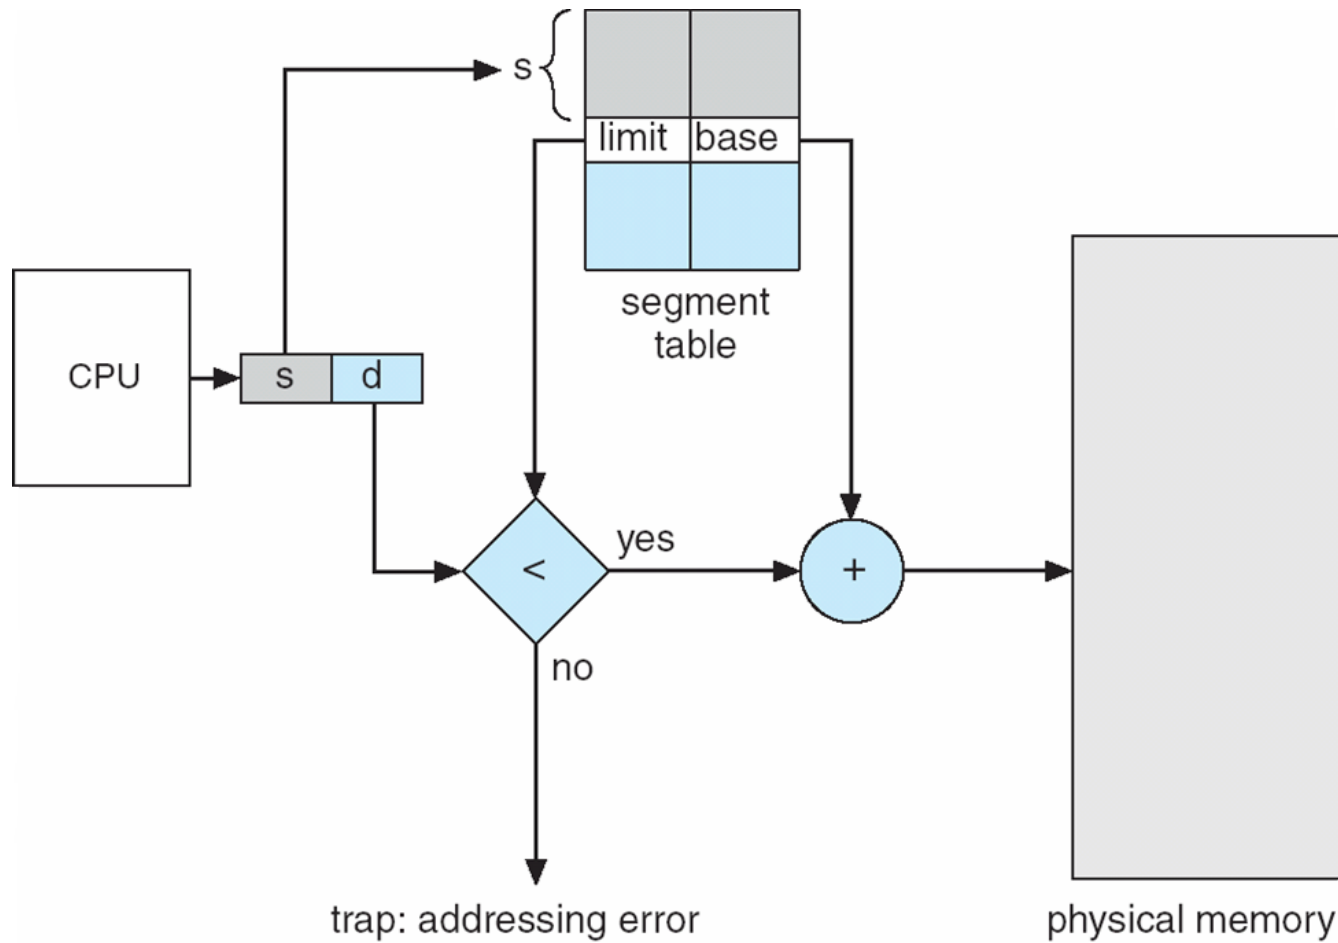 s
limit base
segment
table
CPU
s d
<
yes
+
no
trap: addressing error
physical memory